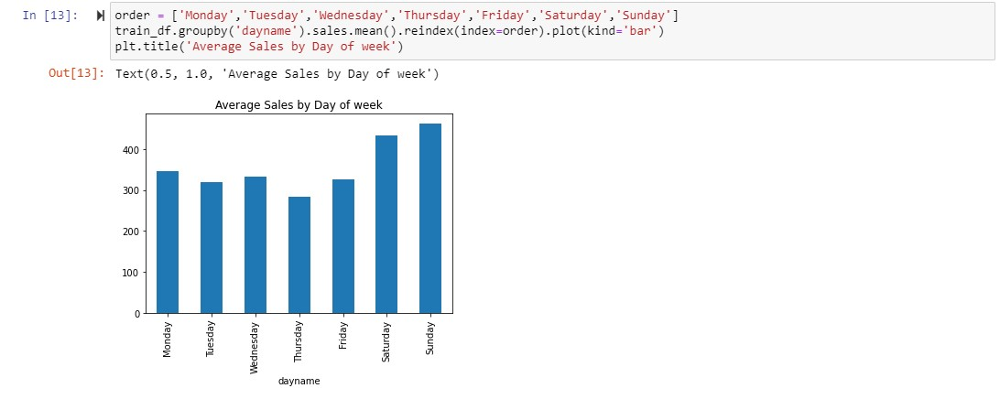 In [13]:
order = ['Monday','Tuesday','Wednesday','Thursday','Friday','Saturday','Sunday']
train_df.groupby('dayname').sales.mean().reindex(index=order).plot(kind='bar')
plt.title('Average Sales by Day of week')
Out[13]: Text(0.5, 1.0, 'Average Sales by Day of week')
Average Sales by Day of week
400
300
200
100
0
Monday
Tuesday
Wednesday
Thursday
Friday
Saturday
Sunday
dayname